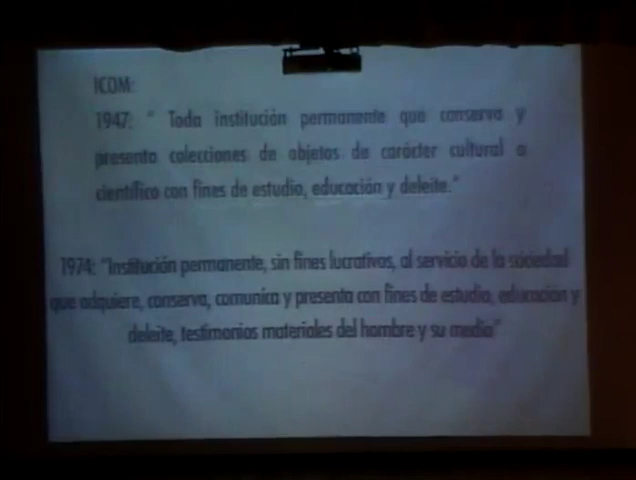 ICOM:
1947: " Toda institución permanente que conserva y
presenta colecciones de objetos de carácter cultural o
científico con fines de estudio, educación y deleite."
1974: "Institución permanente, sin fines lucrativos, al servicio de la sociedad
que adquiere, conserva, comunica y presenta con fines de estudio, educación y
deleite, testimonios materiales del hombre y su medio"